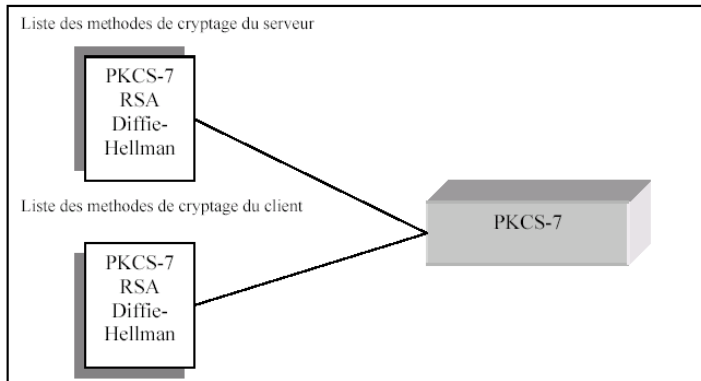 Liste des methodes de cryptage du serveur
PKCS-7
RSA
Diffie-
Hellman
Liste des methodes de cryptage du client
PKCS-7
RSA
Diffie-
Hellman
PKCS-7